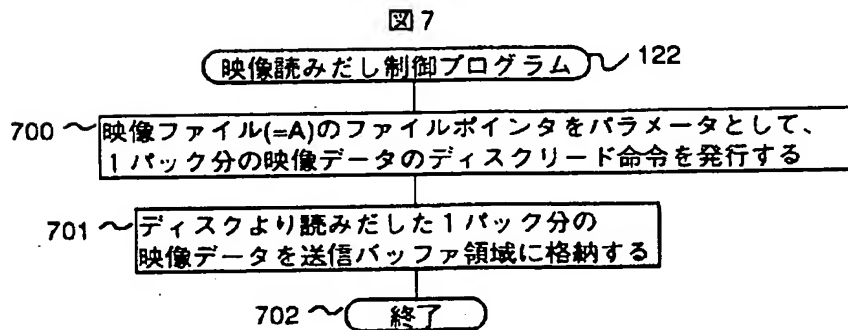 図7
映像読みだし制御プログラム 122
700 映像ファイル(=A)のファイルポインタをパラメータとして、
1パック分の映像データのディスクリード命令を発行する
701 ディスクより読みだした1パック分の
映像データを送信バッファ領域に格納する
702 終了